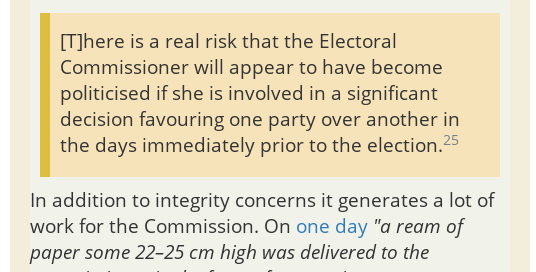 [T]here is a real risk that the Electoral
Commissioner will appear to have become
politicised if she is involved in a significant
decision favouring one party over another in
the days immediately prior to the election.25
In addition to integrity concerns it generates a lot of
work for the Commission. On one day "a ream of
paper some 22–25 cm high was delivered to the